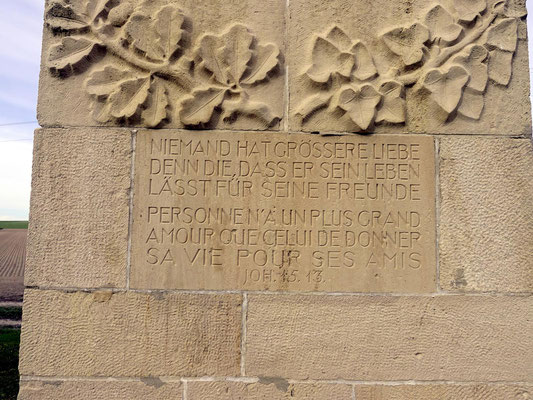 NIEMAND HAT GRÖSSERE LIEBE
DENN DIE, DASS ER SEIN LEBEN
LÄSST FÜR SEINE FREUNDE
PERSONNE N'A UN PLUS GRAND
AMOUR QUE CELUI DE DONNER
SA VIE POUR SES AMIS
JOH. 15. 13.